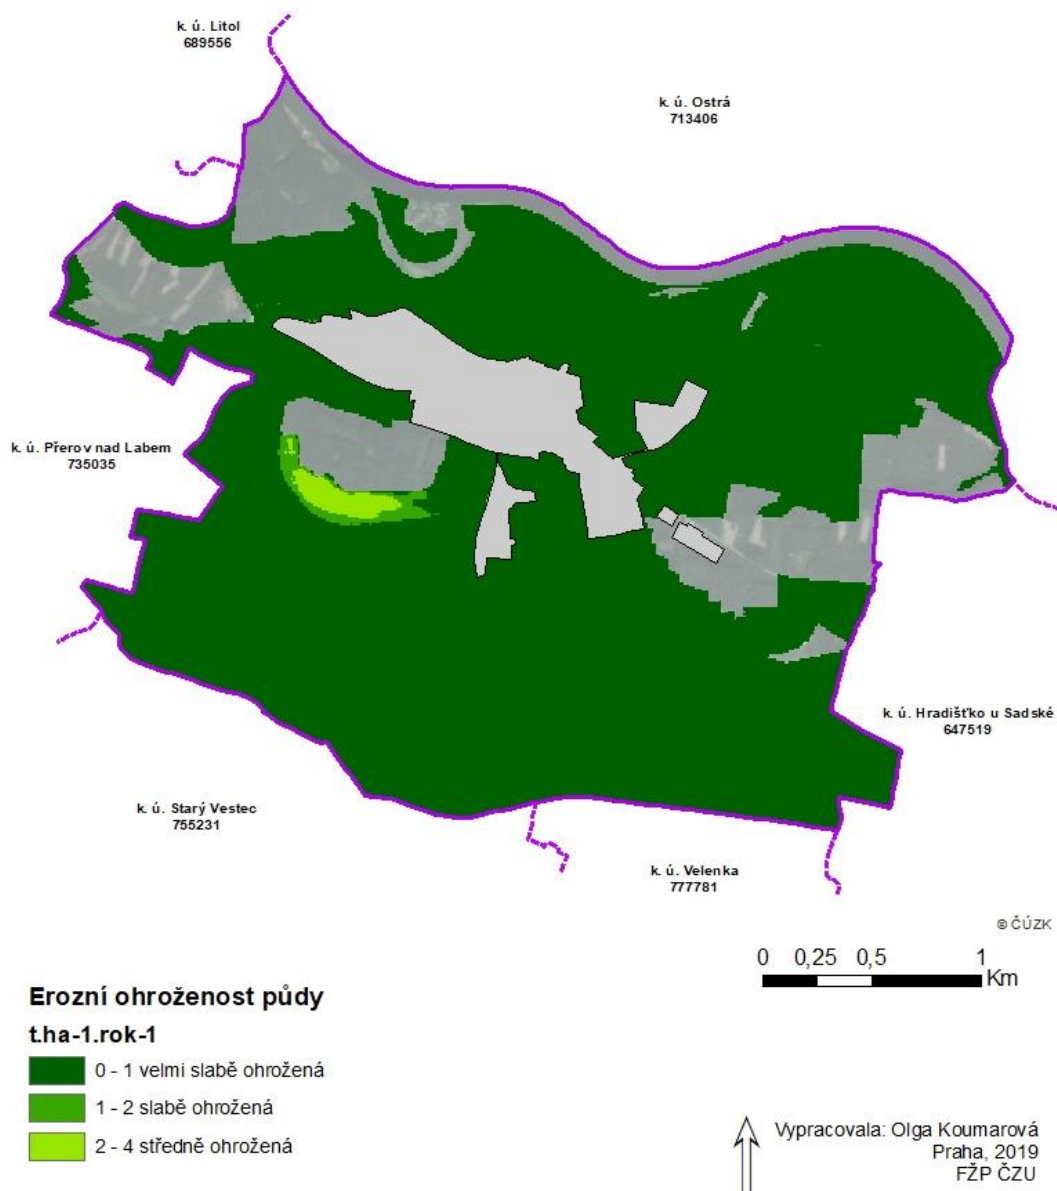 k. ú. Litol
689556
k. ú. Ostrá
713406
k. ú. Přerov nad Labem
735035
k. ú. Hradišťko u Sadské
647519
k. ú. Starý Vestec
755231
k. ú. Velenka
777781
© ČÚZK
0 0,25 0,5 1
Km
Erozní ohroženost půdy
t.ha-1.rok-1
0 - 1 velmi slabě ohrožená
1 - 2 slabě ohrožená
2 - 4 středně ohrožená
Vypracovala: Olga Koumarová
Praha, 2019
FŽP ČZU